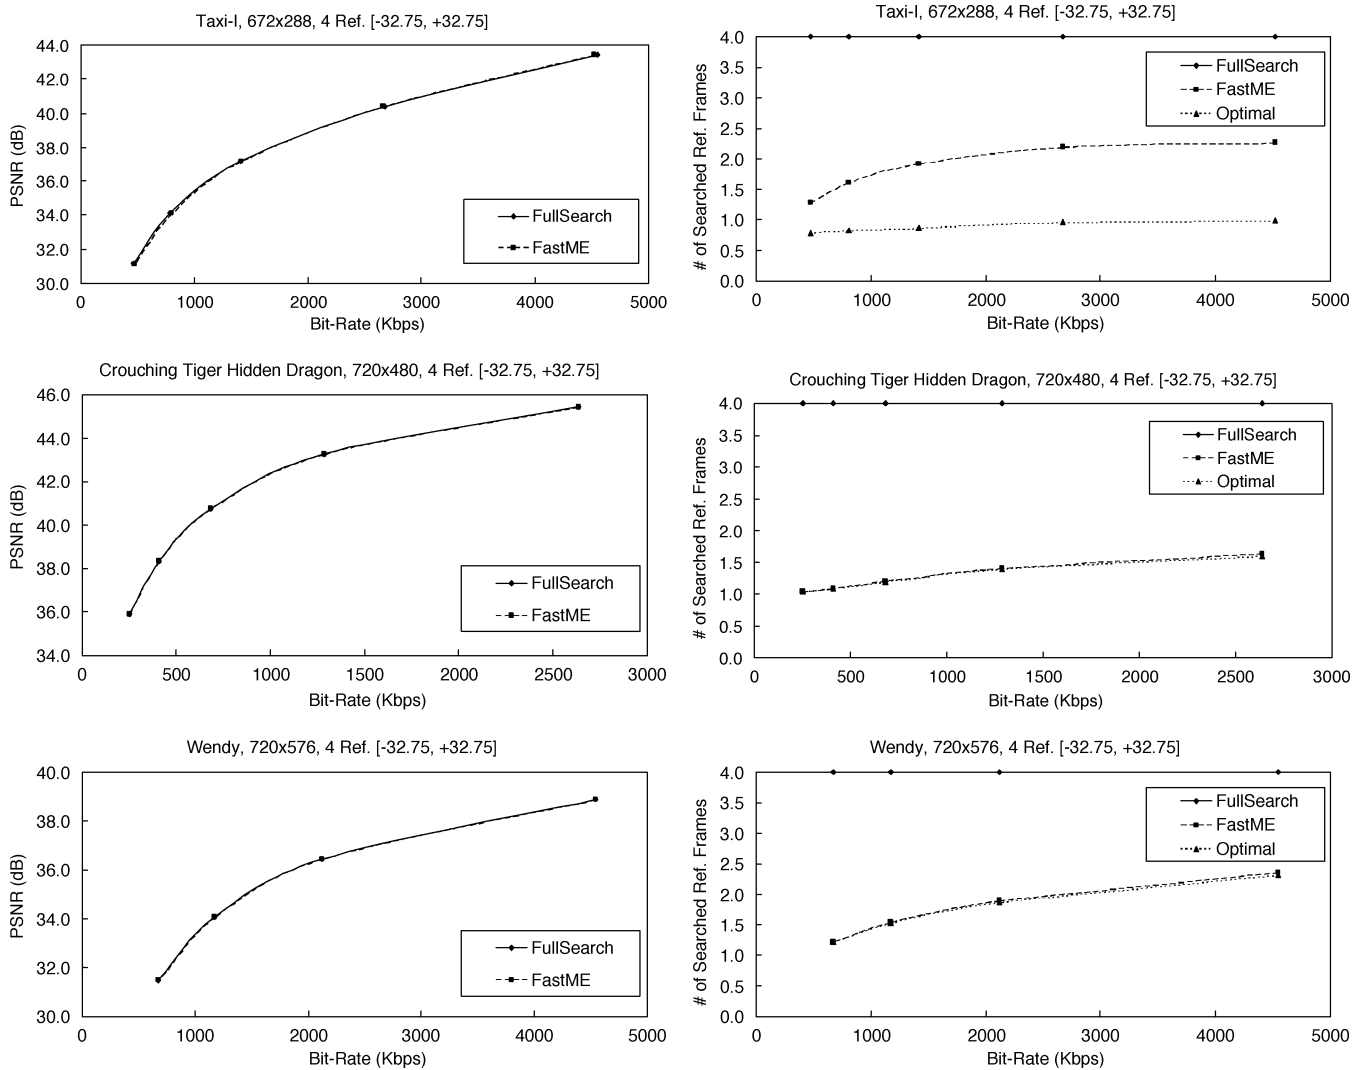 Taxi-I, 672x288, 4 Ref. [-32.75, +32.75]
44.0
42.0
40.0
38.0
36.0
34.0
32.0
30.0
PSNR (dB)
FullSearch
FastME
0 1000 2000 3000 4000 5000
Bit-Rate (Kbps)
Taxi-I, 672x288, 4 Ref. [-32.75, +32.75]
4.0
3.5
3.0
2.5
2.0
1.5
1.0
0.5
0.0
# of Searched Ref. Frames
FullSearch
FastME
Optimal
0 1000 2000 3000 4000 5000
Bit-Rate (Kbps)
Crouching Tiger Hidden Dragon, 720x480, 4 Ref. [-32.75, +32.75]
46.0
44.0
42.0
40.0
38.0
36.0
34.0
PSNR (dB)
FullSearch
FastME
0 500 1000 1500 2000 2500 3000
Bit-Rate (Kbps)
Crouching Tiger Hidden Dragon, 720x480, 4 Ref. [-32.75, +32.75]
4.0
3.5
3.0
2.5
2.0
1.5
1.0
0.5
0.0
# of Searched Ref. Frames
FullSearch
FastME
Optimal
0 500 1000 1500 2000 2500 3000
Bit-Rate (Kbps)
Wendy, 720x576, 4 Ref. [-32.75, +32.75]
40.0
38.0
36.0
34.0
32.0
30.0
PSNR (dB)
FullSearch
FastME
0 1000 2000 3000 4000 5000
Bit-Rate (Kbps)
Wendy, 720x576, 4 Ref. [-32.75, +32.75]
4.0
3.5
3.0
2.5
2.0
1.5
1.0
0.5
0.0
# of Searched Ref. Frames
FullSearch
FastME
Optimal
0 1000 2000 3000 4000 5000
Bit-Rate (Kbps)